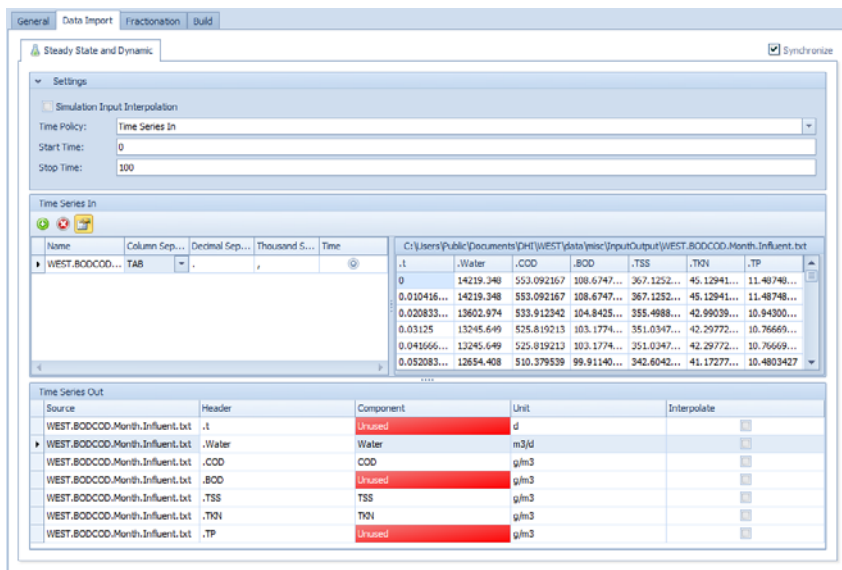 General Data Import Fractionation Build
Steady State and Dynamic Synchronize
Settings
Simulation Input Interpolation
Time Policy: Time Series In
Start Time: 0
Stop Time: 100
Time Series In
Name Column Sep... Decimal Sep... Thousand S... Time
WEST.BODCOD... TAB . ,
C:\Users\Public\Documents\DHI\WEST\data\misc\InputOutput\WEST.BODCOD.Month.Influent.txt
.t .Water .COD .BOD .TSS .TKN .TP
0 14219.348 553.092167 108.6747... 367.1252... 45.12941... 11.48748...
0.010416... 14219.348 553.092167 108.6747... 367.1252... 45.12941... 11.48748...
0.020833... 13602.974 533.912342 104.8425... 355.4988... 42.99039... 10.94300...
0.03125 13245.649 525.819213 103.1774... 351.0347... 42.29772... 10.76669...
0.041666... 13245.649 525.819213 103.1774... 351.0347... 42.29772... 10.76669...
0.052083... 12654.408 510.379539 99.91140... 342.6042... 41.17277... 10.4803427
Time Series Out
Source Header Component Unit Interpolate
WEST.BODCOD.Month.Influent.txt .t Unused d
WEST.BODCOD.Month.Influent.txt .Water Water m3/d
WEST.BODCOD.Month.Influent.txt .COD COD g/m3
WEST.BODCOD.Month.Influent.txt .BOD Unused g/m3
WEST.BODCOD.Month.Influent.txt .TSS TSS g/m3
WEST.BODCOD.Month.Influent.txt .TKN TKN g/m3
WEST.BODCOD.Month.Influent.txt .TP Unused g/m3